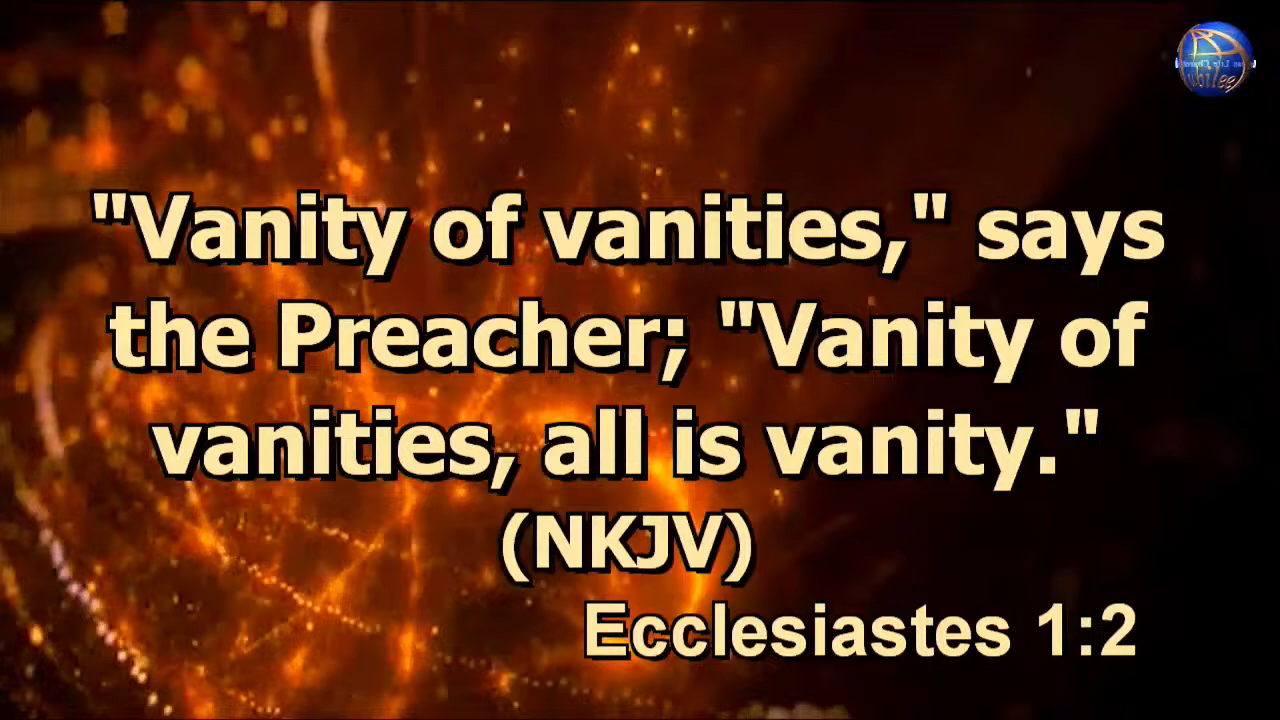 "Vanity of vanities," says
the Preacher; "Vanity of
vanities, all is vanity."
(NKJV)
Ecclesiastes 1:2